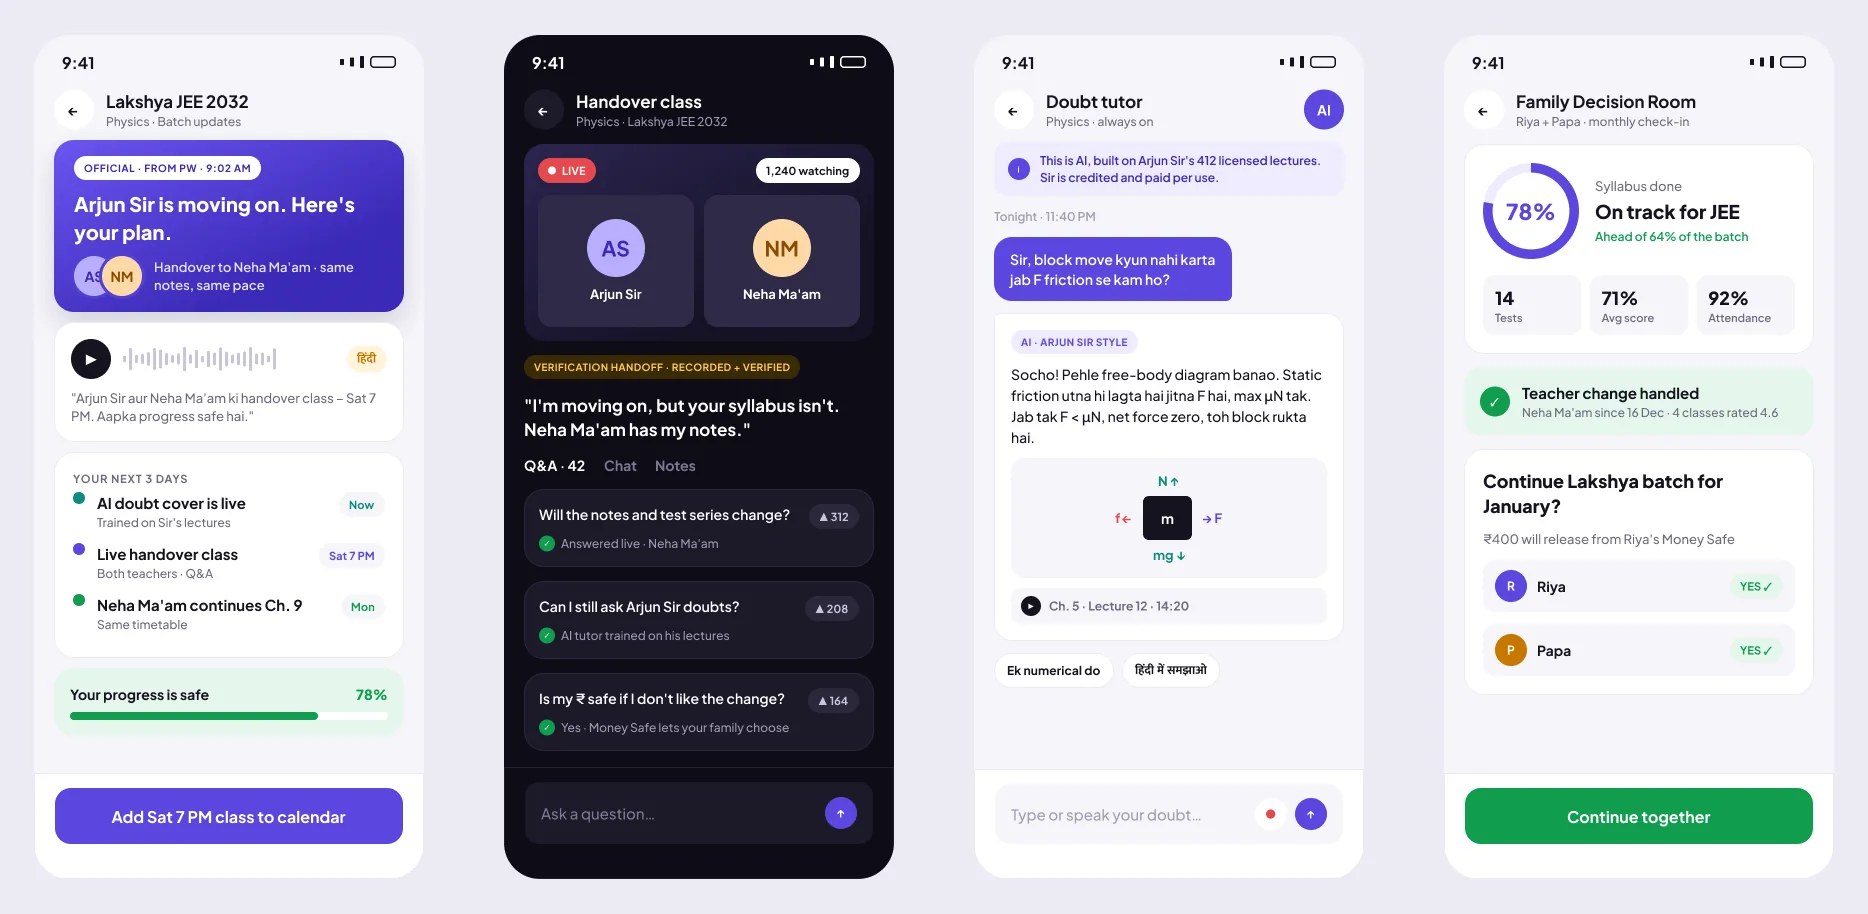 9:41
←
Lakshya JEE 2032
Physics · Batch updates
OFFICIAL · FROM PW · 9:02 AM
Arjun Sir is moving on. Here's
your plan.
AS
NM
Handover to Neha Ma'am · same
notes, same pace
हिंदी
"Arjun Sir aur Neha Ma'am ki handover class – Sat 7
PM. Aapka progress safe hai."
YOUR NEXT 3 DAYS
AI doubt cover is live
Now
Trained on Sir's lectures
Live handover class
Sat 7 PM
Both teachers · Q&A
Neha Ma'am continues Ch. 9
Mon
Same timetable
Your progress is safe
78%
Add Sat 7 PM class to calendar
9:41
←
Handover class
Physics · Lakshya JEE 2032
LIVE
1,240 watching
AS
Arjun Sir
NM
Neha Ma'am
VERIFICATION HANDOFF · RECORDED + VERIFIED
"I'm moving on, but your syllabus isn't.
Neha Ma'am has my notes."
Q&A · 42
Chat
Notes
Will the notes and test series change?
▲ 312
✓ Answered live · Neha Ma'am
Can I still ask Arjun Sir doubts?
▲ 208
✓ AI tutor trained on his lectures
Is my ₹ safe if I don't like the change?
▲ 164
✓ Yes · Money Safe lets your family choose
Ask a question…
↑
9:41
←
Doubt tutor
Physics · always on
AI
i
This is AI, built on Arjun Sir's 412 licensed lectures.
Sir is credited and paid per use.
Tonight · 11:40 PM
Sir, block move kyun nahi karta
jab F friction se kam ho?
AI · ARJUN SIR STYLE
Socho! Pehle free-body diagram banao. Static
friction utna hi lagta hai jitna F hai, max μN tak.
Jab tak F < μN, net force zero, toh block rukta
hai.
N ↑
f ←
m
→ F
mg ↓
Ch. 5 · Lecture 12 · 14:20
Ek numerical do
हिंदी में समझाओ
Type or speak your doubt…
↑
9:41
←
Family Decision Room
Riya + Papa · monthly check-in
78%
Syllabus done
On track for JEE
Ahead of 64% of the batch
14
Tests
71%
Avg score
92%
Attendance
✓
Teacher change handled
Neha Ma'am since 16 Dec · 4 classes rated 4.6
Continue Lakshya batch for
January?
₹400 will release from Riya's Money Safe
R
Riya
YES ✓
P
Papa
YES ✓
Continue together